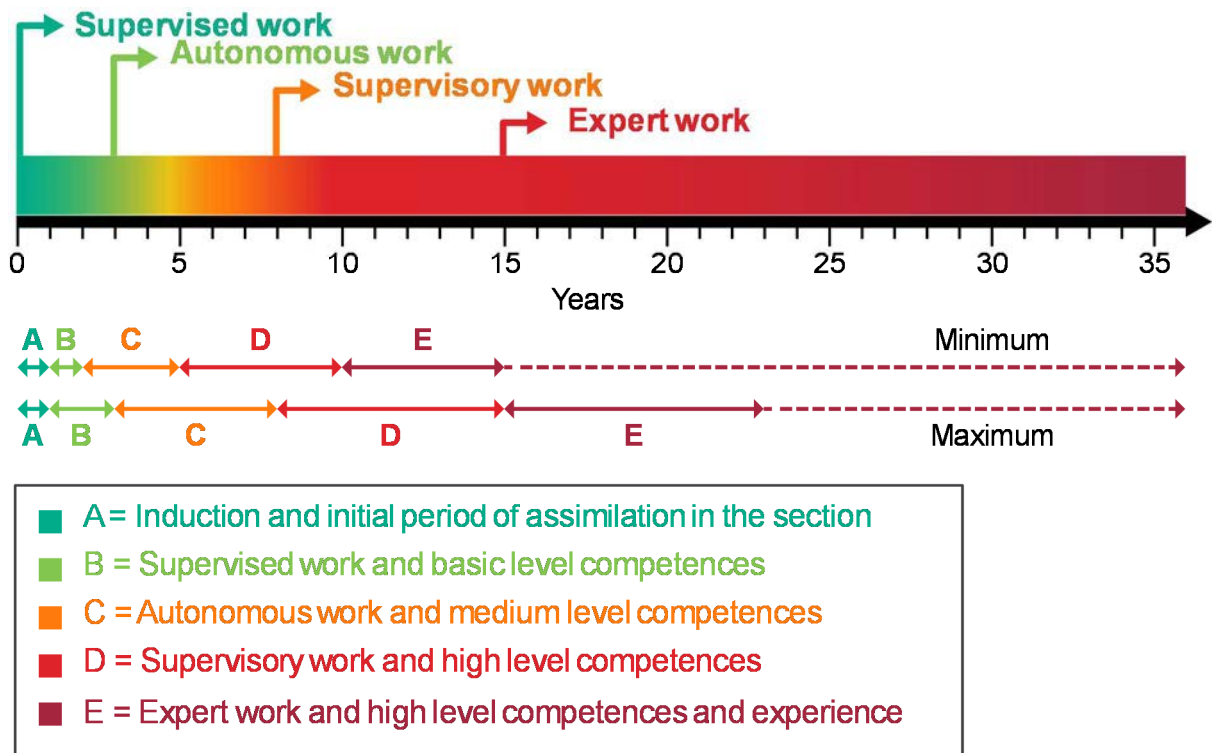 Supervised work
Autonomous work
Supervisory work
Expert work
0 5 10 15 20 25 30 35
Years
A B C D E Minimum
A B C D E Maximum
A = Induction and initial period of assimilation in the section
B = Supervised work and basic level competences
C = Autonomous work and medium level competences
D = Supervisory work and high level competences
E = Expert work and high level competences and experience